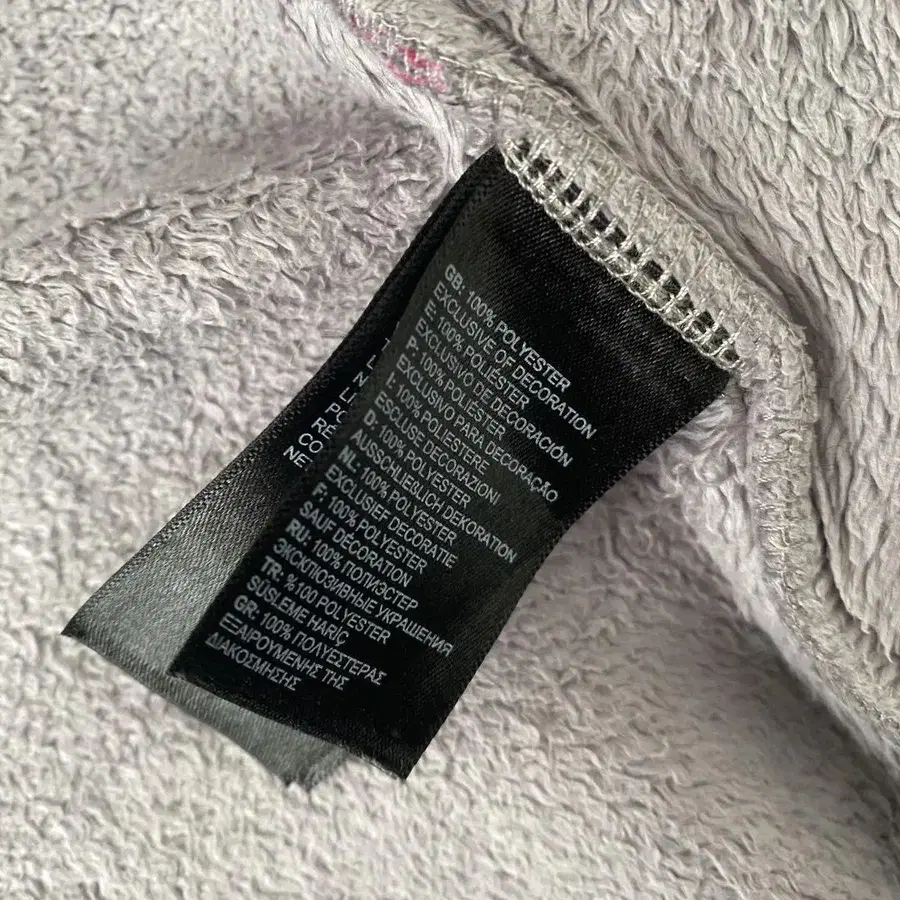 GB: 100% POLYESTER
EXCLUSIVE OF DECORATION
E: 100% POLIÉSTER
EXCLUSIVO DE DECORACIÓN
P: 100% POLIÉSTER
EXCLUSIVO PARA DECORAÇÃO
I: 100% POLIESTERE
ESCLUSE DECORAZIONI
D: 100% POLYESTER
AUSSCHLIEßLICH DEKORATION
NL: 100% POLYESTER
EXCLUSIEF DECORATIE
F: 100% POLYESTER
SAUF DÉCORATION
RU: 100% ПОЛИЭСТЕР
ЭКСКЛЮЗИВНЫЕ УКРАШЕНИЯ
TR: %100 POLYESTER
SUSLEME HARIÇ
GR: 100% ΠΟΛΥΕΣΤΕΡΑΣ
ΕΞΑΙΡΟΥΜΕΝΗΣ ΤΗΣ
ΔΙΑΚΟΣΜΗΣΗΣ